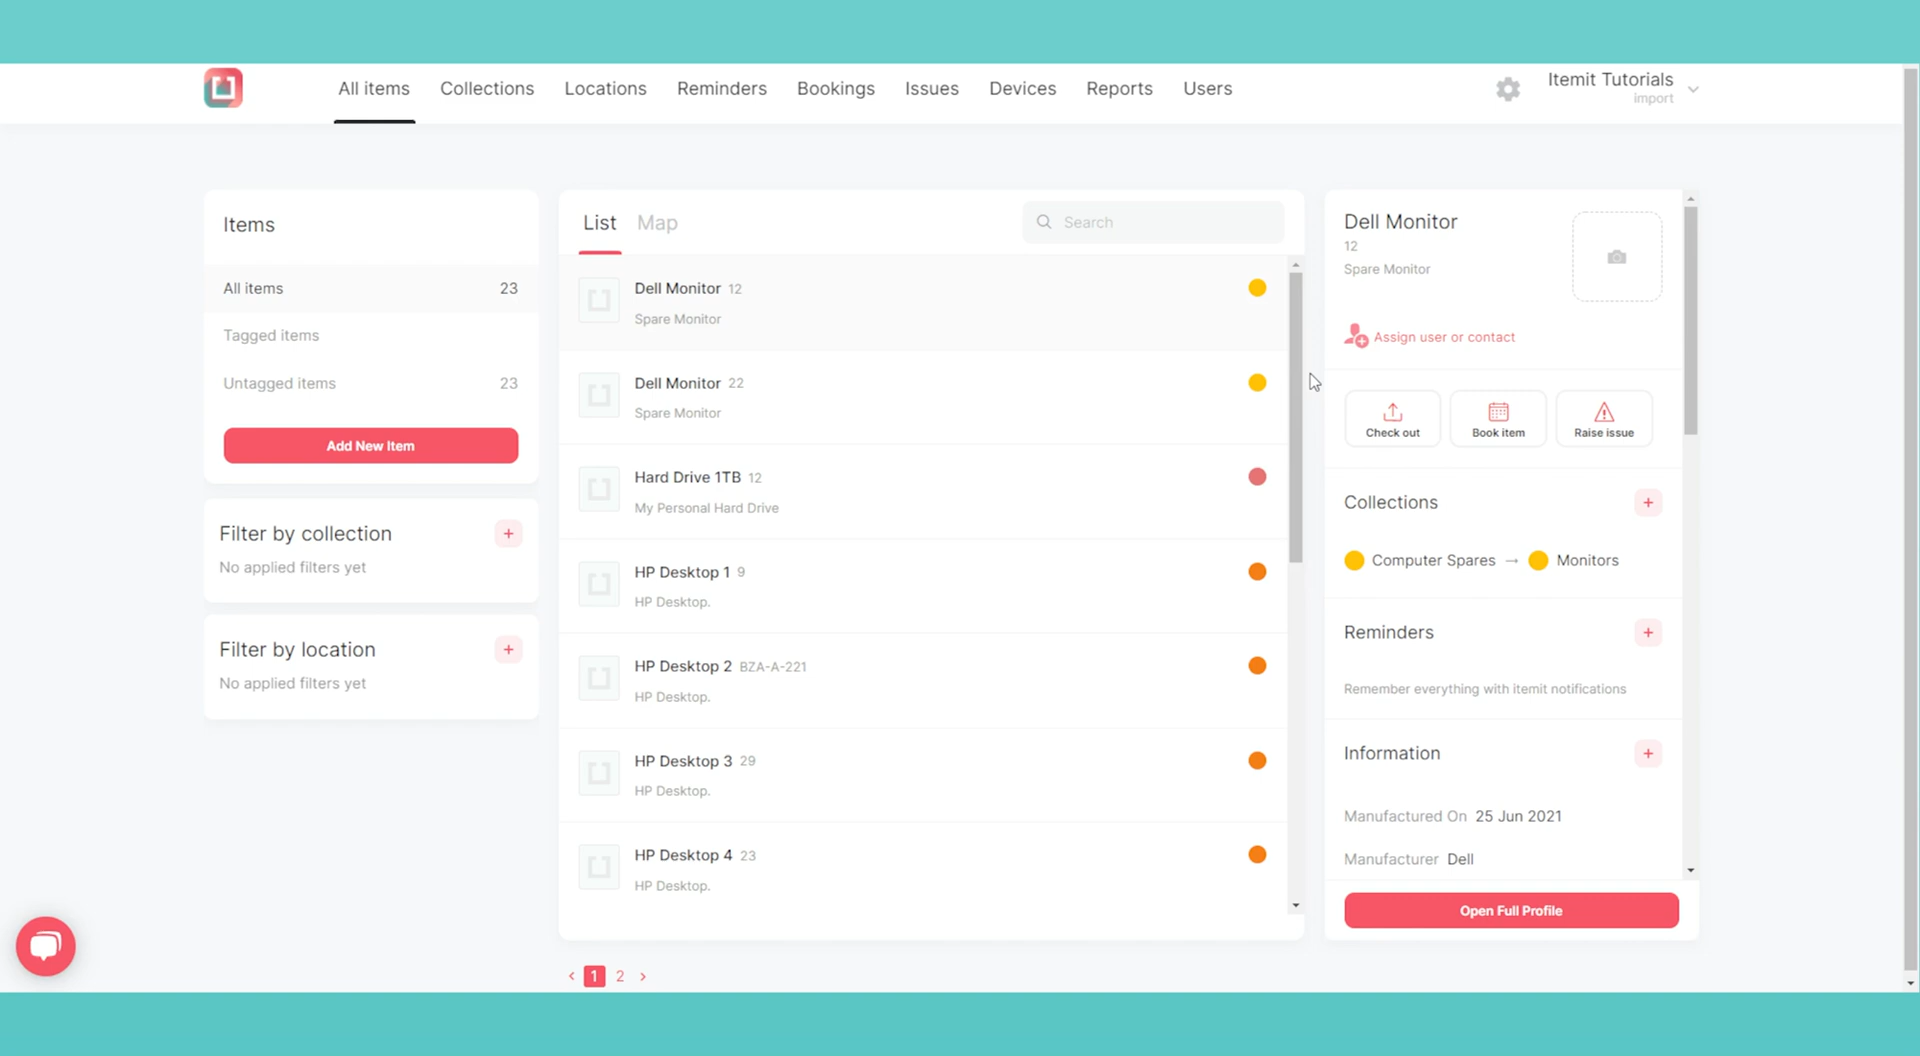 All items
Collections
Locations
Reminders
Bookings
Issues
Devices
Reports
Users
Itemit Tutorials
import
Items
All items 23
Tagged items
Untagged items 23
Add New Item
Filter by collection +
No applied filters yet
Filter by location +
No applied filters yet
List
Map
Search
Dell Monitor 12
Spare Monitor
Dell Monitor 22
Spare Monitor
Hard Drive 1TB 12
My Personal Hard Drive
HP Desktop 1 9
HP Desktop.
HP Desktop 2 BZA-A-221
HP Desktop.
HP Desktop 3 29
HP Desktop.
HP Desktop 4 23
HP Desktop.
< 1 2 >
Dell Monitor
12
Spare Monitor
Assign user or contact
Check out
Book item
Raise issue
Collections +
Computer Spares → Monitors
Reminders +
Remember everything with itemit notifications
Information +
Manufactured On 25 Jun 2021
Manufacturer Dell
Open Full Profile